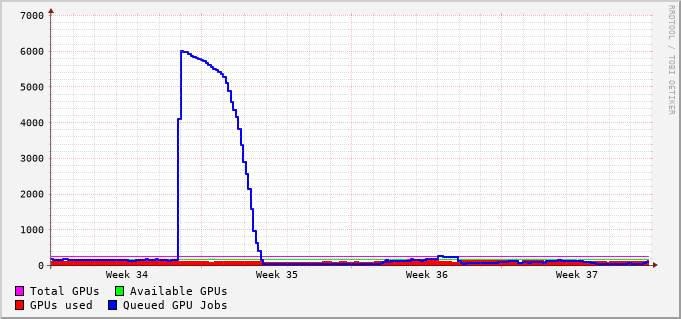 7000
6000
5000
4000
3000
2000
1000
0
Week 34 Week 35 Week 36 Week 37
Total GPUs Available GPUs
GPUs used Queued GPU Jobs
RRDTOOL / TOBI OETIKER